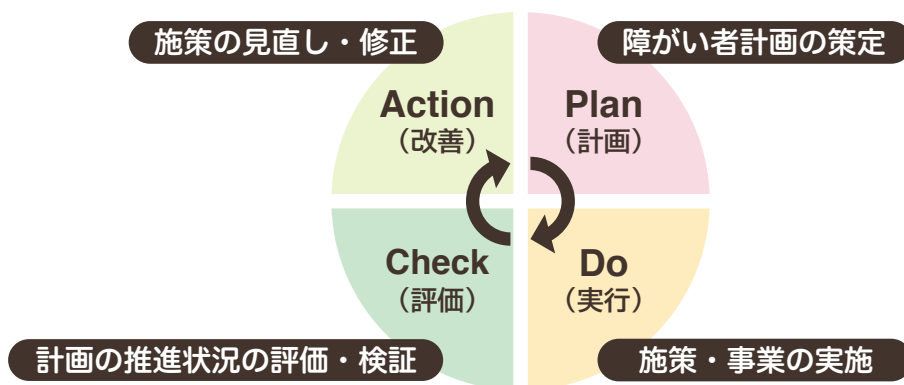 施策の見直し・修正
障がい者計画の策定
Action
（改善）
Plan
（計画）
Check
（評価）
Do
（実行）
計画の推進状況の評価・検証
施策・事業の実施